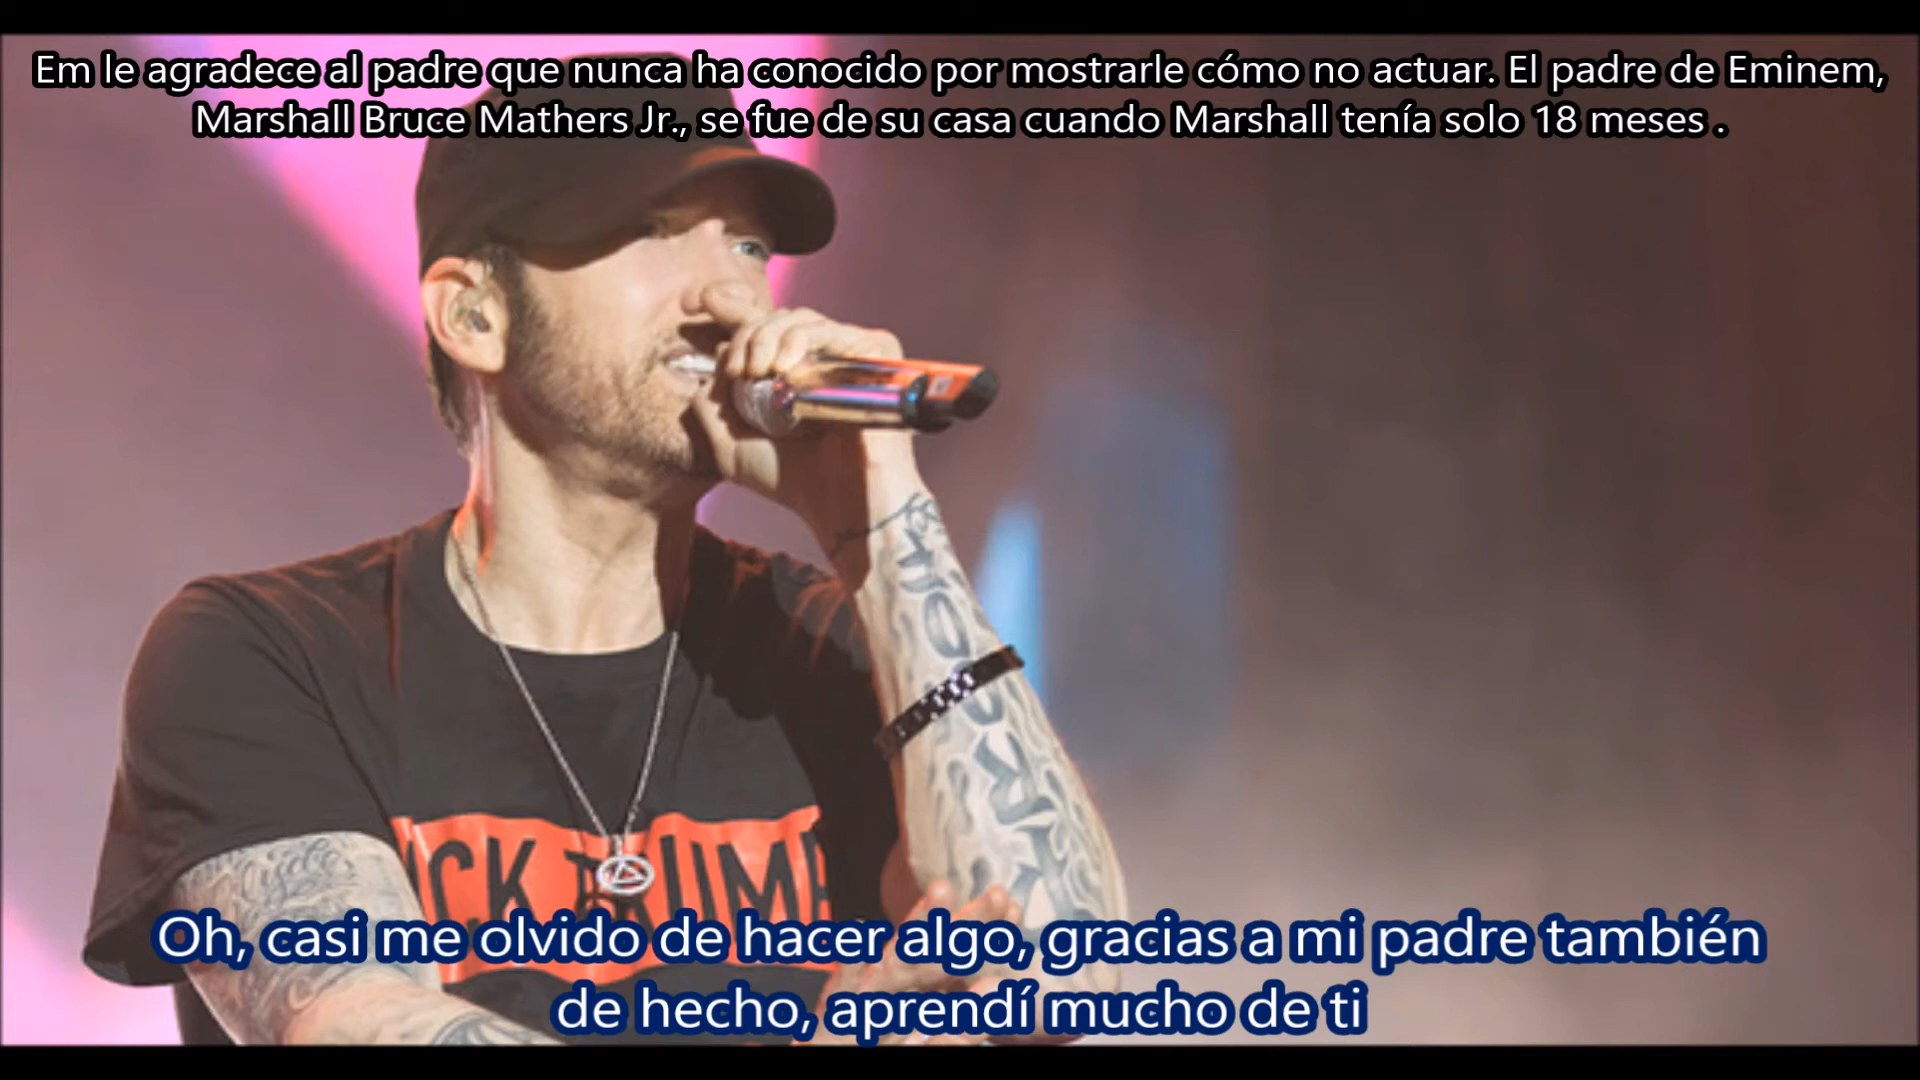 Em le agradece al padre que nunca ha conocido por mostrarle cómo no actuar. El padre de Eminem,
Marshall Bruce Mathers Jr., se fue de su casa cuando Marshall tenía solo 18 meses .
Oh, casi me olvido de hacer algo, gracias a mi padre también
de hecho, aprendí mucho de ti